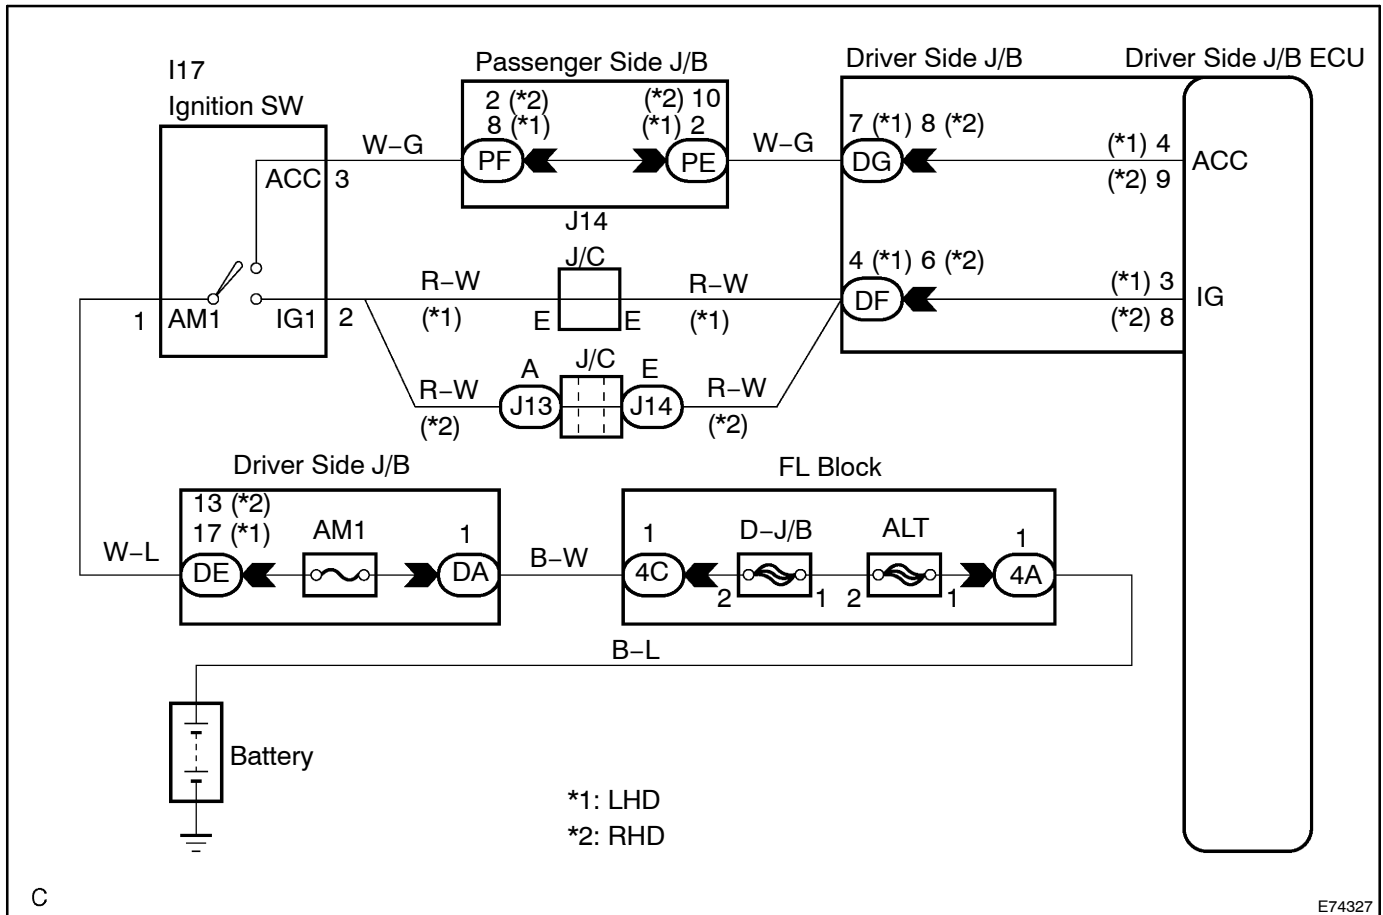 I17
Ignition SW
Passenger Side J/B
Driver Side J/B
Driver Side J/B ECU
2 (*2)
8 (*1)
(*2) 10
(*1) 2
7 (*1) 8 (*2)
W–G
PF
PE
W–G
DG
(*1) 4
(*2) 9
ACC
ACC 3
J14
J/C
4 (*1) 6 (*2)
R–W
(*1)
E
E
R–W
(*1)
DF
(*1) 3
(*2) 8
IG
1
AM1
IG1
2
A
J/C
E
R–W
(*2)
J13
J14
R–W
(*2)
Driver Side J/B
FL Block
13 (*2)
17 (*1)
AM1
1
1
D–J/B
ALT
1
W–L
DE
DA
B–W
4C
2
1
2
1
4A
B–L
Battery
*1: LHD
*2: RHD
C
E74327